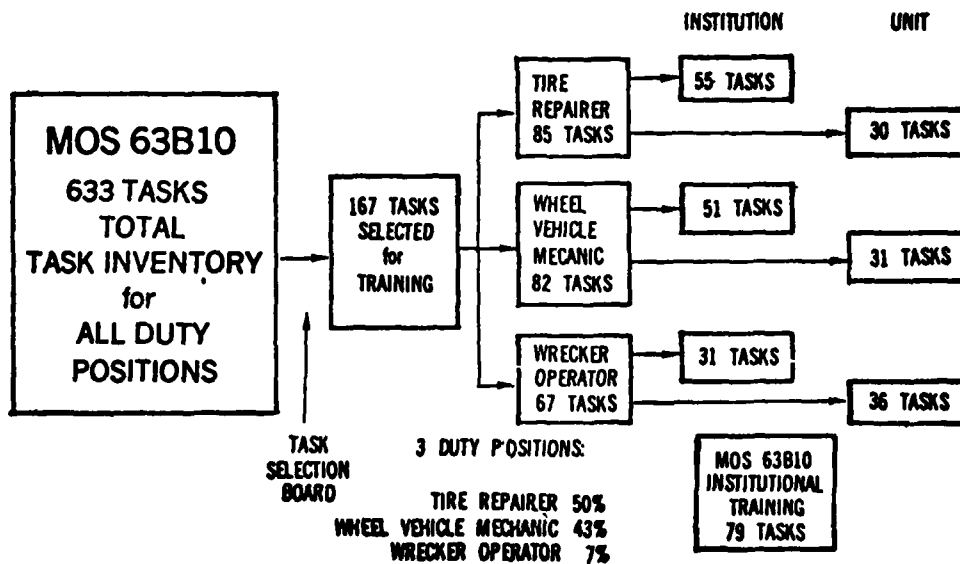 INSTITUTION
UNIT
MOS 63B10
633 TASKS
TOTAL
TASK INVENTORY
for
ALL DUTY
POSITIONS
TASK
SELECTION
BOARD
167 TASKS
SELECTED
for
TRAINING
TIRE
REPAIRER
85 TASKS
55 TASKS
30 TASKS
WHEEL
VEHICLE
MECANIC
82 TASKS
51 TASKS
31 TASKS
WRECKER
OPERATOR
67 TASKS
31 TASKS
36 TASKS
3 DUTY POSITIONS:
TIRE REPAIRER 50%
WHEEL VEHICLE MECHANIC 43%
WRECKER OPERATOR 7%
MOS 63B10
INSTITUTIONAL
TRAINING
79 TASKS